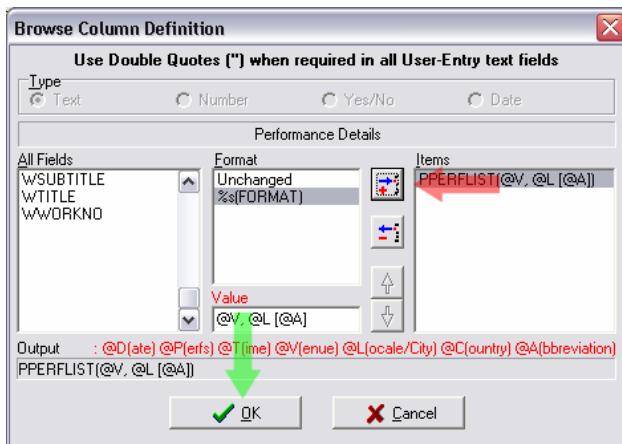 Browse Column Definition
Use Double Quotes (") when required in all User-Entry text fields
Type
Text Number Yes/No Date
Performance Details
All Fields Format Items
WSUBTITLE
WTITLE
WWORKNO
Unchanged
%s(FORMAT)
PPERFLIST(@V, @L [@A])
Value
@V, @L [@A]
Output : @D(ate) @P(erfs) @T(ime) @V(enue) @L(ocale/City) @C(ountry) @A(bbreviation)
PPERFLIST(@V, @L [@A])
OK Cancel